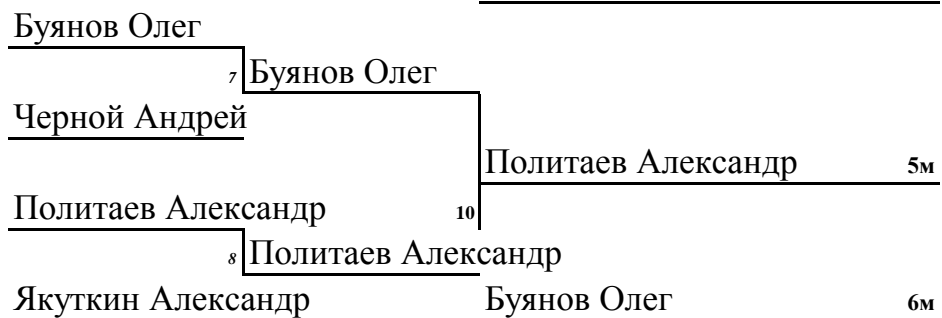 Буянов Олег
7 Буянов Олег
Черной Андрей
Политаев Александр 5м
Политаев Александр 10
8 Политаев Александр
Якуткин Александр Буянов Олег 6м